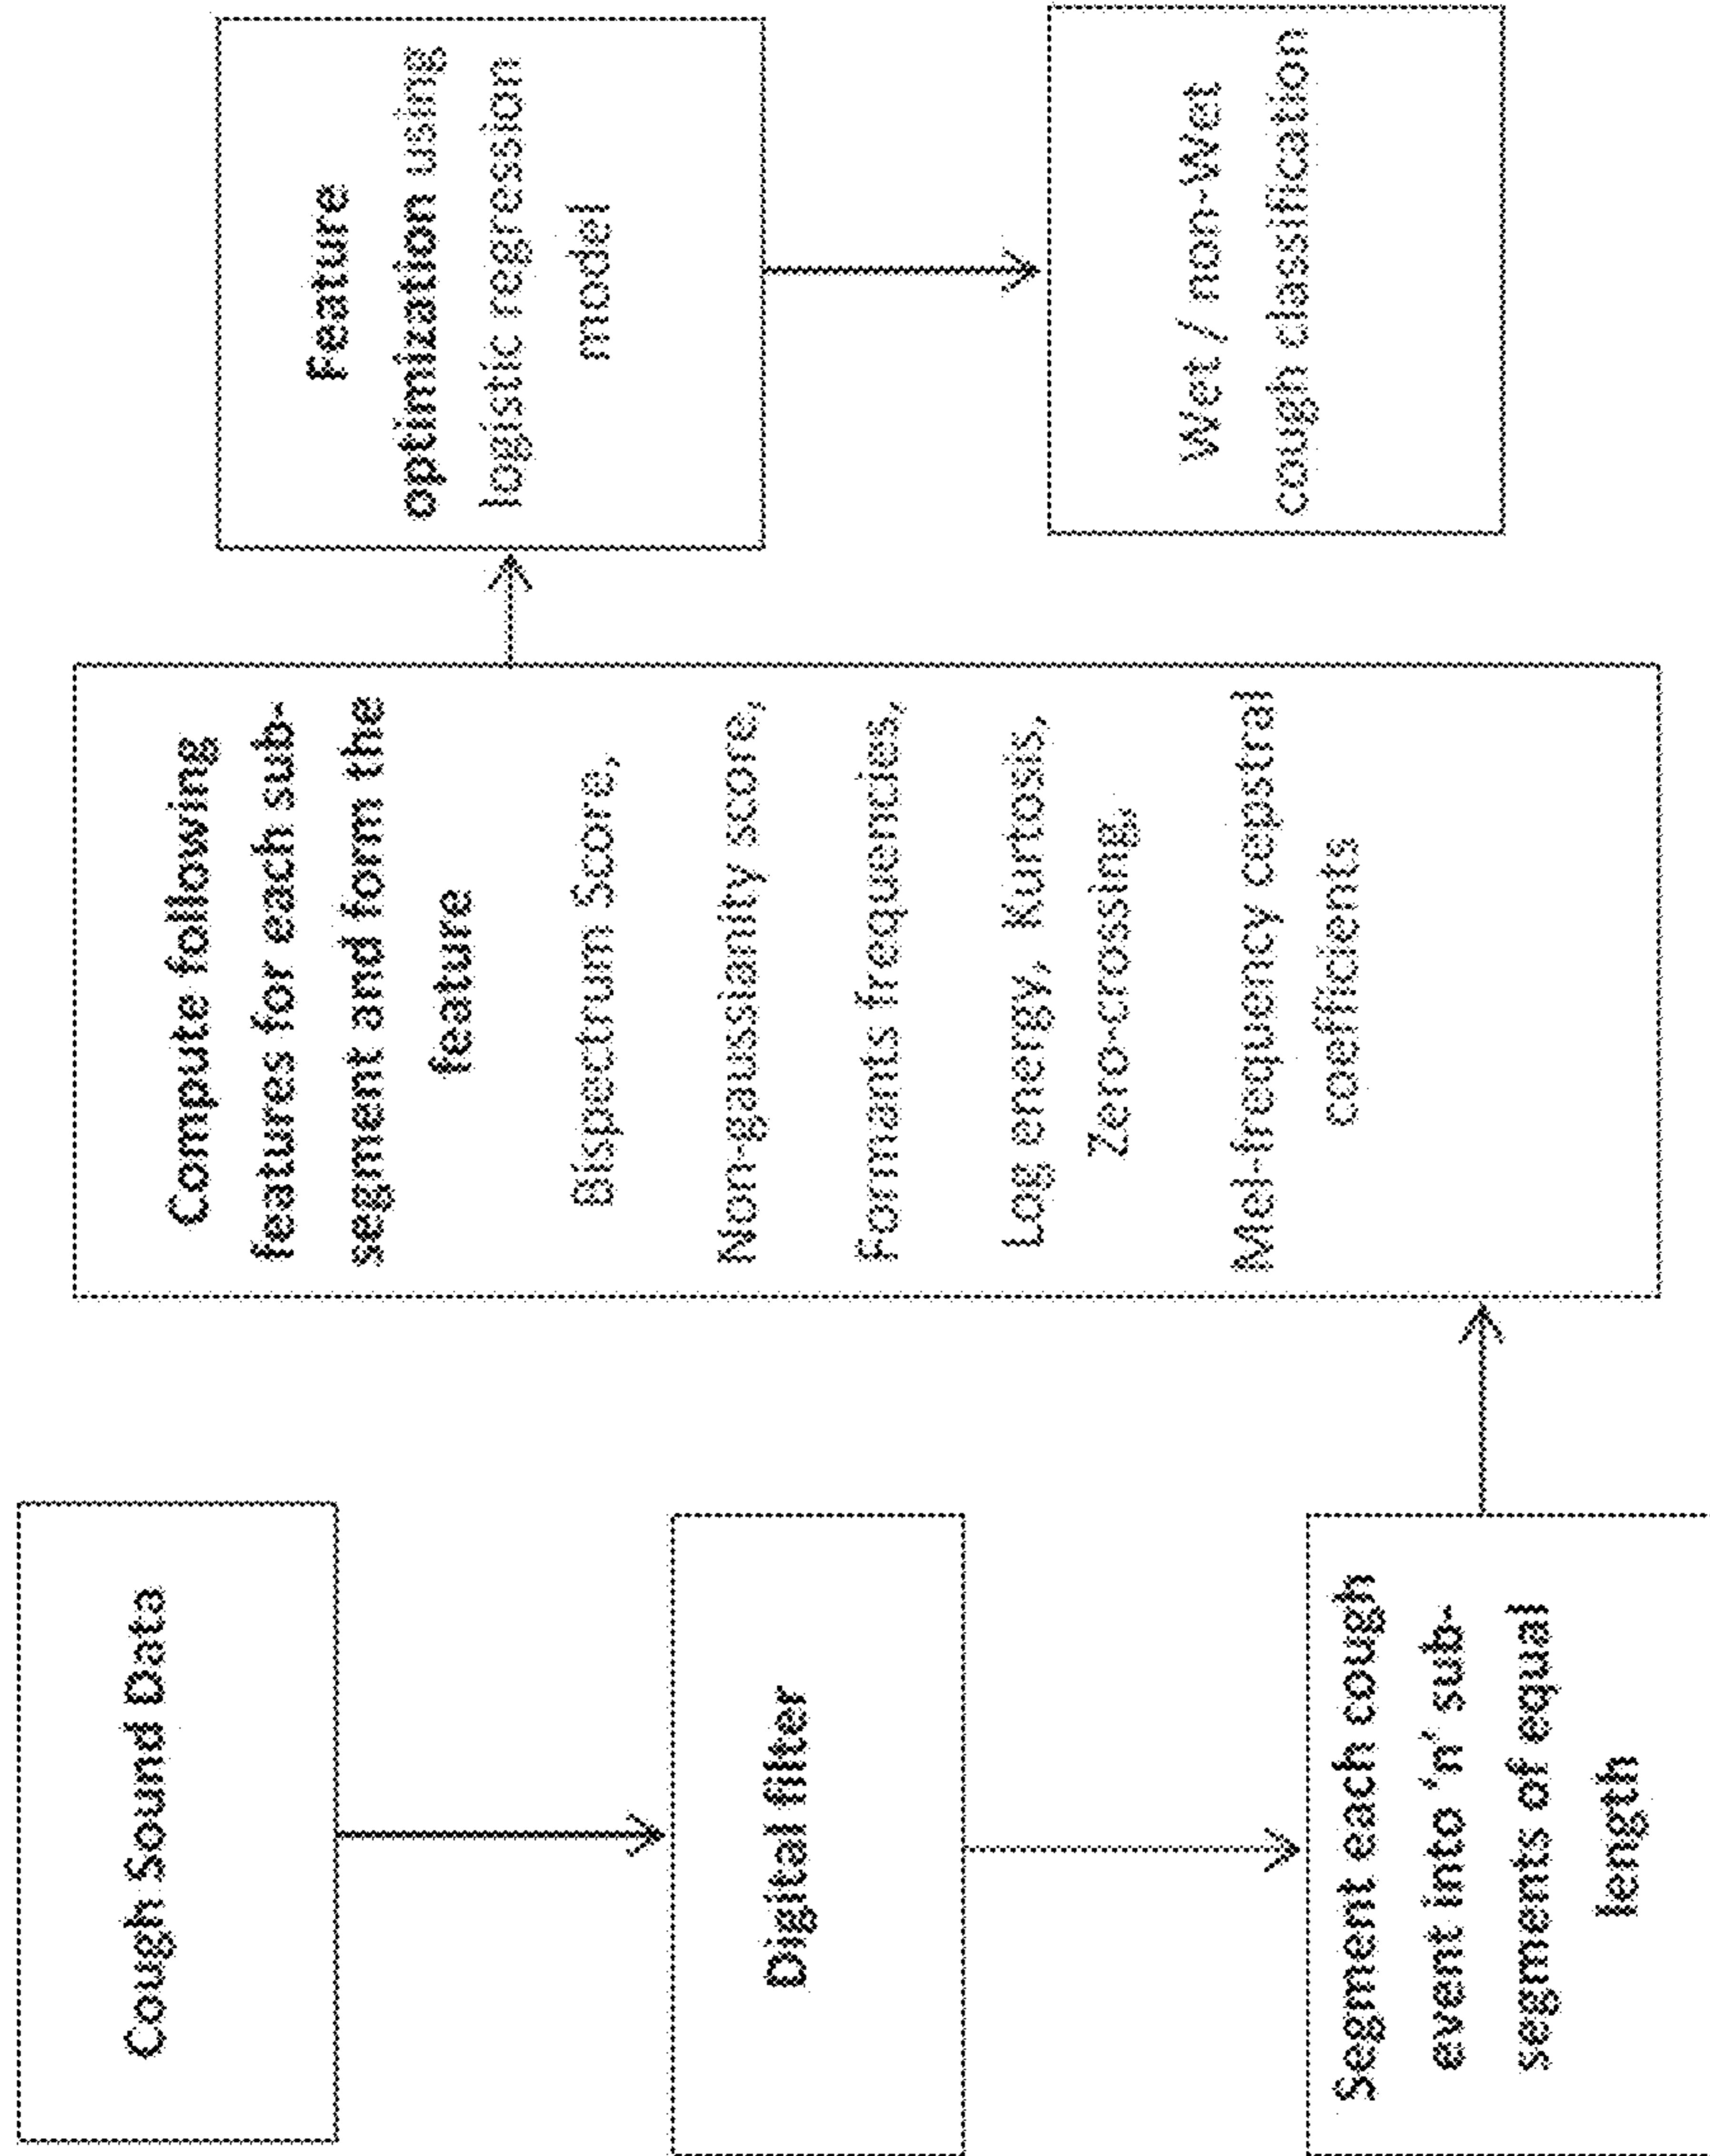 Cough Sound Data
Digital filter
Segment each cough
event into 'n' sub-
segments of equal
length
Compute following
features for each sub-
segment and form the
feature
Bispectrum Score,
Non-gaussianity score,
Formants frequencies,
Log energy, Kurtosis,
Zero-crossing,
Mel-frequency cepstral
coefficients
Feature
optimization using
logistic regression
model
Wet / non-Wet
cough classification